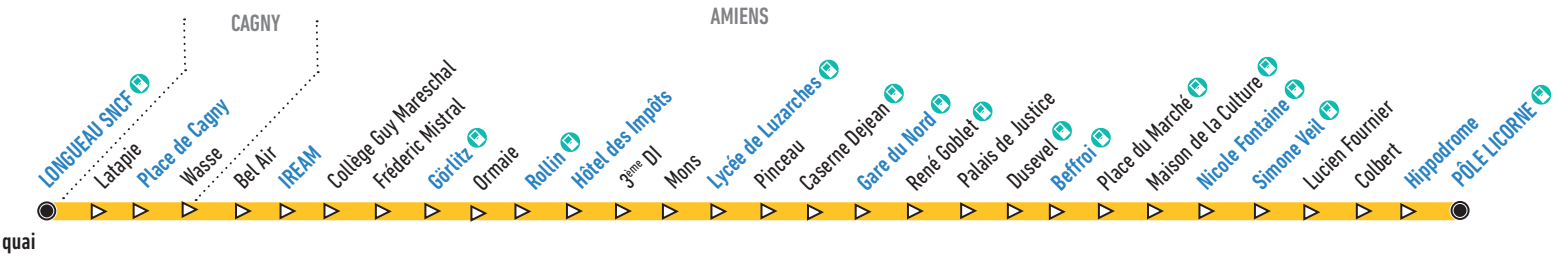 CAGNY
AMIENS
LONGUEAU SNCF
Latapie
Place de Cagny
Wasse
Bel Air
IREAM
Collège Guy Mareschal
Fréderic Mistral
Görlitz
Ormaie
Rollin
Hôtel des Impôts
3ème DI
Mons
Lycée de Luzarches
Pinceau
Caserne Dejean
Gare du Nord
René Goblet
Palais de Justice
Dusevel
Beffroi
Place du Marché
Maison de la Culture
Nicole Fontaine
Simone Veil
Lucien Fournier
Colbert
Hippodrome
PÔLE LICORNE
quai